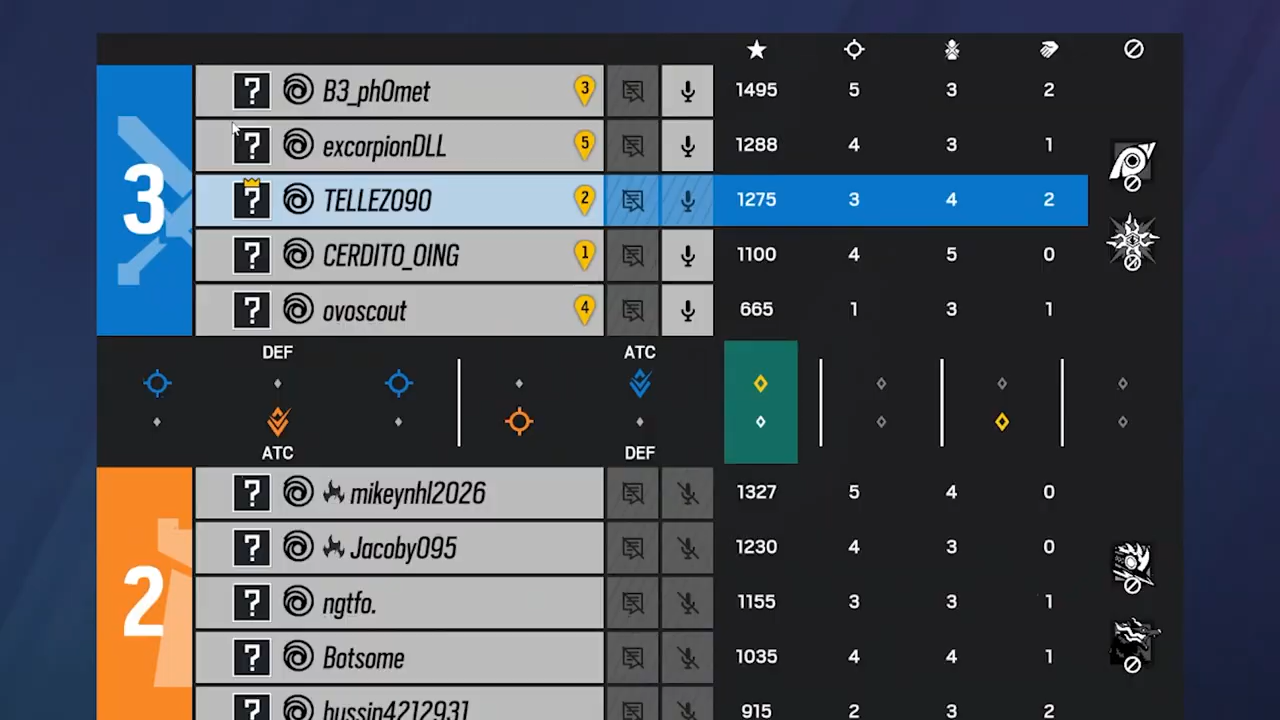 3
? B3_ph0met 3 1495 5 3 2
? excorpionDLL 5 1288 4 3 1
? TELLEZ090 2 1275 3 4 2
? CERDITO_OING 1 1100 4 5 0
? ovoscout 4 665 1 3 1
DEF ATC
ATC DEF
2
? mikeynhl2026 1327 5 4 0
? Jacoby095 1230 4 3 0
? ngtfo. 1155 3 3 1
? Botsome 1035 4 4 1
? hussin4212931 915 2 3 2